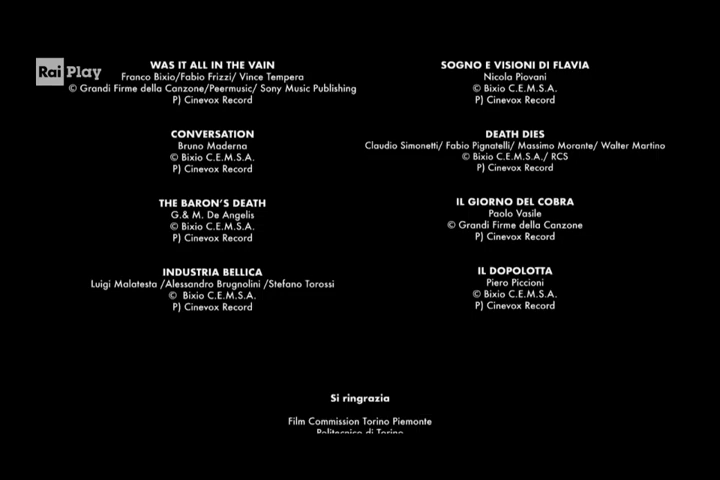 Rai Play
WAS IT ALL IN THE VAIN
Franco Bixio/Fabio Frizzi/ Vince Tempera
© Grandi Firme della Canzone/Peermusic/ Sony Music Publishing
P) Cinevox Record
CONVERSATION
Bruno Maderna
© Bixio C.E.M.S.A.
P) Cinevox Record
THE BARON'S DEATH
G.& M. De Angelis
© Bixio C.E.M.S.A.
P) Cinevox Record
INDUSTRIA BELLICA
Luigi Malatesta /Alessandro Brugnolini /Stefano Torossi
© Bixio C.E.M.S.A.
P) Cinevox Record
SOGNO E VISIONI DI FLAVIA
Nicola Piovani
© Bixio C.E.M.S.A.
P) Cinevox Record
DEATH DIES
Claudio Simonetti/ Fabio Pignatelli/ Massimo Morante/ Walter Martino
© Bixio C.E.M.S.A./ RCS
P) Cinevox Record
IL GIORNO DEL COBRA
Paolo Vasile
© Grandi Firme della Canzone
P) Cinevox Record
IL DOPOLOTTA
Piero Piccioni
© Bixio C.E.M.S.A.
P) Cinevox Record
Si ringrazia
Film Commission Torino Piemonte
Politecnico di Torino